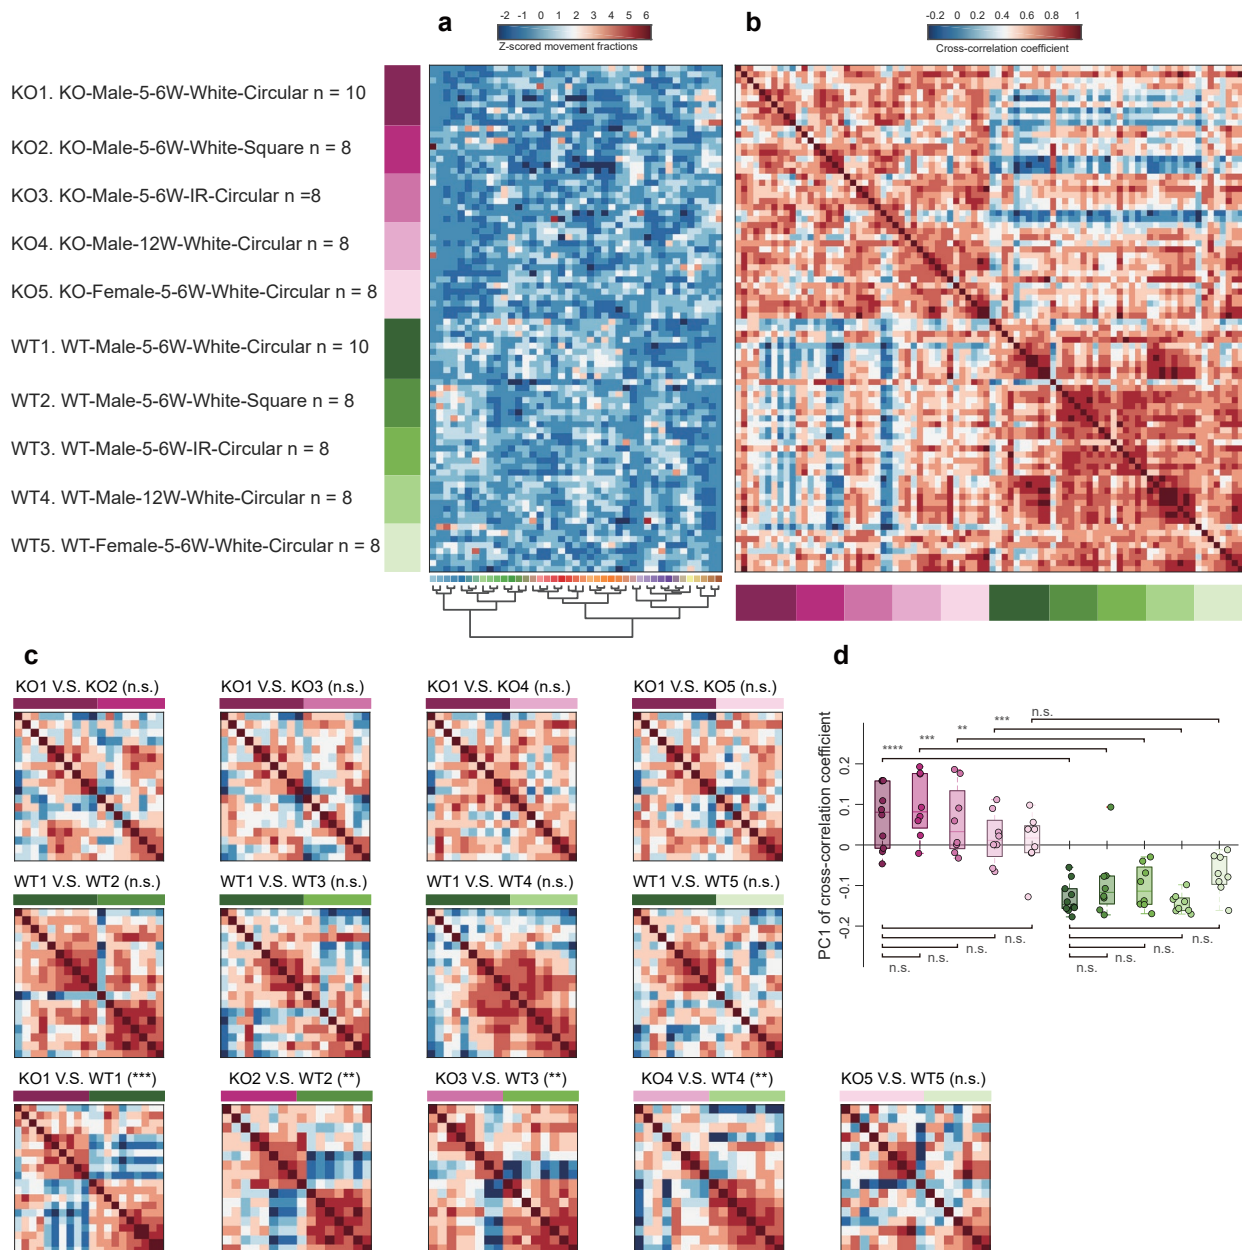 a
-2 -1 0 1 2 3 4 5 6
Z-scored movement fractions
b
-0.2 0 0.2 0.4 0.6 0.8 1
Cross-correlation coefficient
KO1. KO-Male-5-6W-White-Circular n = 10
KO2. KO-Male-5-6W-White-Square n = 8
KO3. KO-Male-5-6W-IR-Circular n =8
KO4. KO-Male-12W-White-Circular n = 8
KO5. KO-Female-5-6W-White-Circular n = 8
WT1. WT-Male-5-6W-White-Circular n = 10
WT2. WT-Male-5-6W-White-Square n = 8
WT3. WT-Male-5-6W-IR-Circular n = 8
WT4. WT-Male-12W-White-Circular n = 8
WT5. WT-Female-5-6W-White-Circular n = 8
c
KO1 V.S. KO2 (n.s.)
KO1 V.S. KO3 (n.s.)
KO1 V.S. KO4 (n.s.)
KO1 V.S. KO5 (n.s.)
WT1 V.S. WT2 (n.s.)
WT1 V.S. WT3 (n.s.)
WT1 V.S. WT4 (n.s.)
WT1 V.S. WT5 (n.s.)
KO1 V.S. WT1 (***)
KO2 V.S. WT2 (**)
KO3 V.S. WT3 (**)
KO4 V.S. WT4 (**)
KO5 V.S. WT5 (n.s.)
d
PC1 of cross-correlation coefficient
0.2
0.1
0
-0.1
-0.2
n.s.
***
**
***
****
n.s.
n.s.
n.s.
n.s.
n.s.
n.s.
n.s.
n.s.